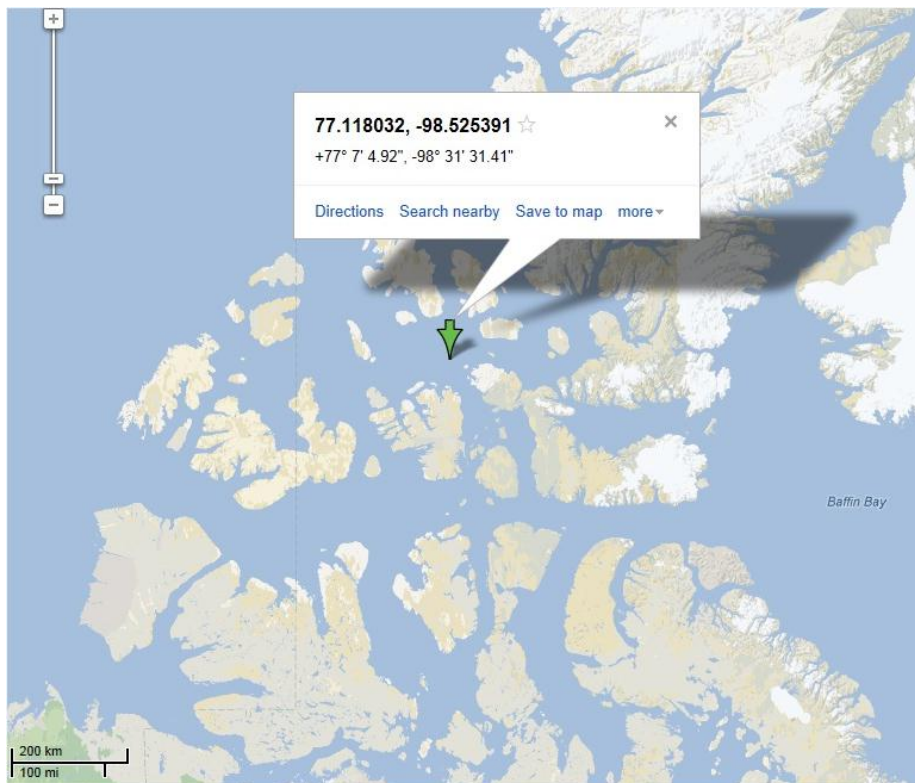 77.118032, -98.525391
+77° 7' 4.92", -98° 31' 31.41"
Directions Search nearby Save to map more
Baffin Bay
200 km
100 mi